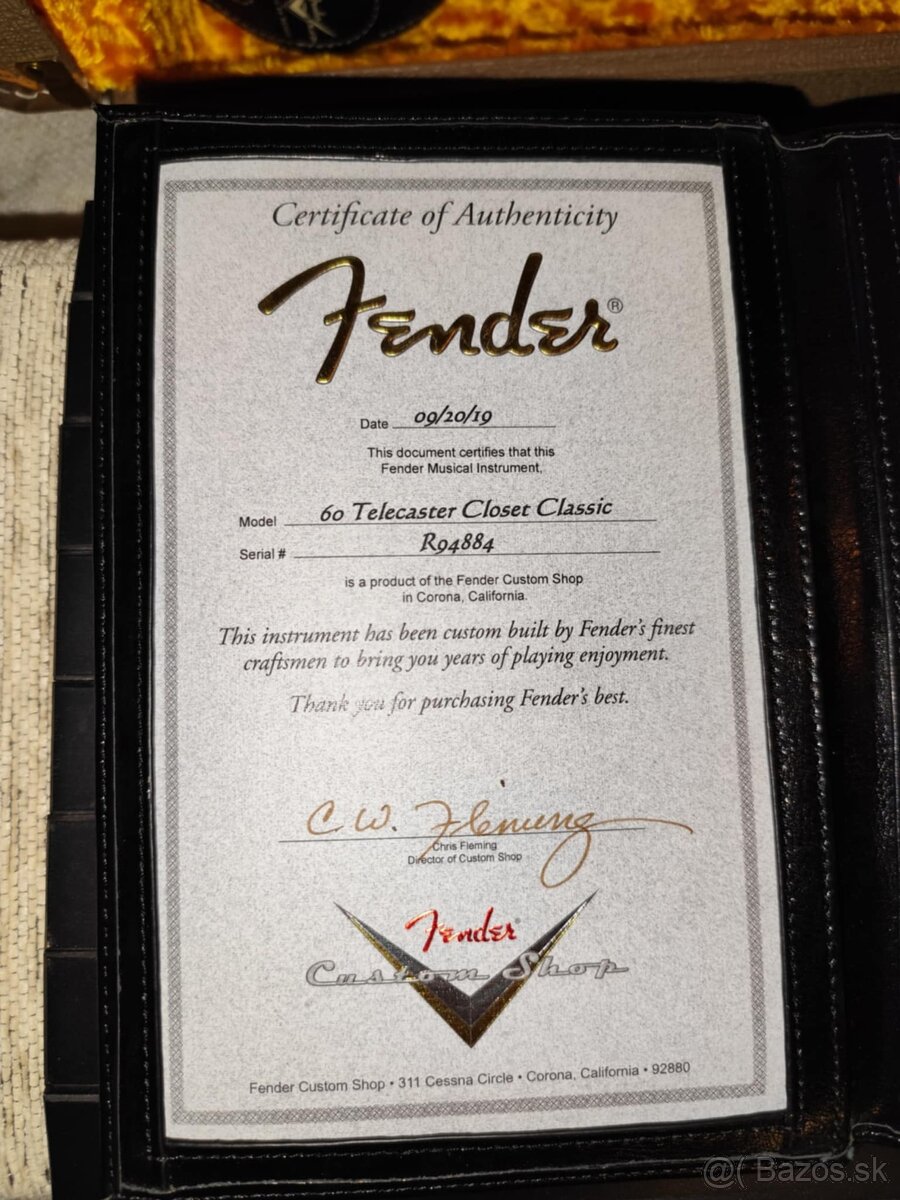 Certificate of Authenticity
Fender®
Date 09/20/19
This document certifies that this
Fender Musical Instrument,
Model 60 Telecaster Closet Classic
Serial # R94884
is a product of the Fender Custom Shop
in Corona, California.
This instrument has been custom built by Fender's finest
craftsmen to bring you years of playing enjoyment.
Thank you for purchasing Fender's best.
C W. Fleming
Chris Fleming
Director of Custom Shop
Fender®
Custom Shop
Fender Custom Shop • 311 Cessna Circle • Corona, California • 92880
@( Bazos.sk